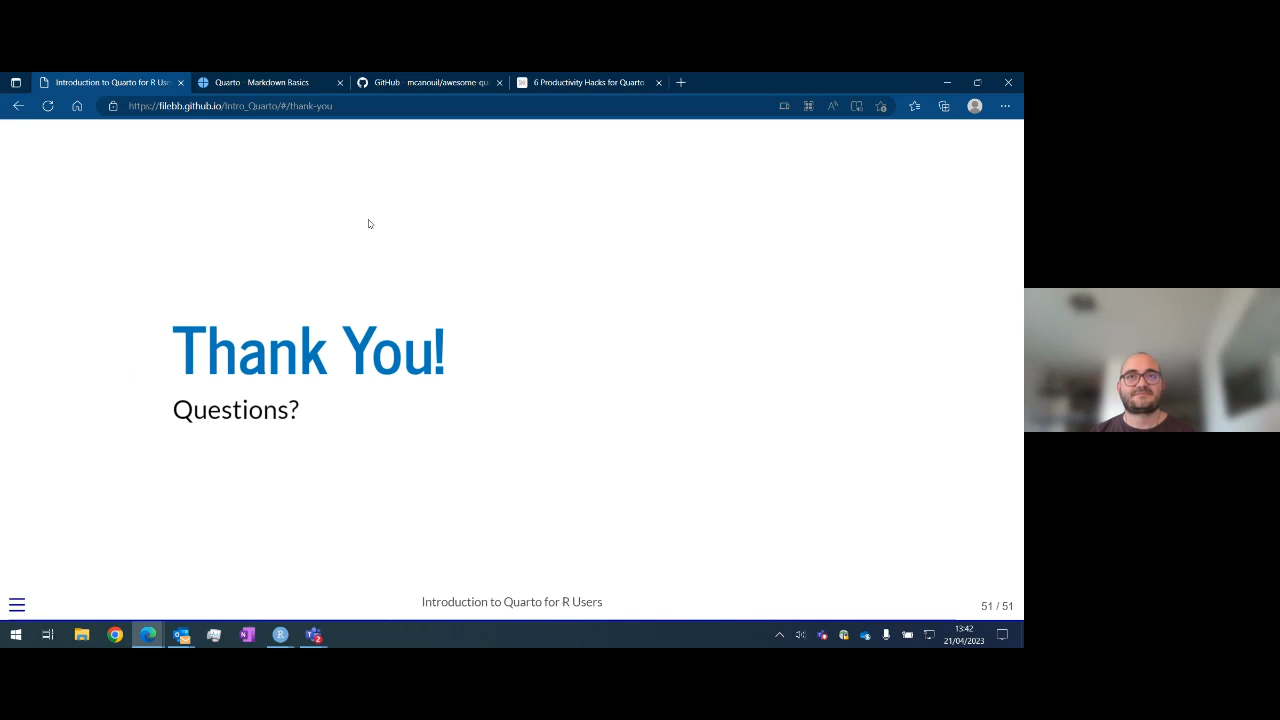 Introduction to Quarto for R Use
Quarto - Markdown Basics
GitHub - mcanouil/awesome-qu
6 Productivity Hacks for Quarto
https://filebb.github.io/Intro_Quarto/#/thank-you
Thank You!
Questions?
Introduction to Quarto for R Users
51 / 51
13:42
21/04/2023